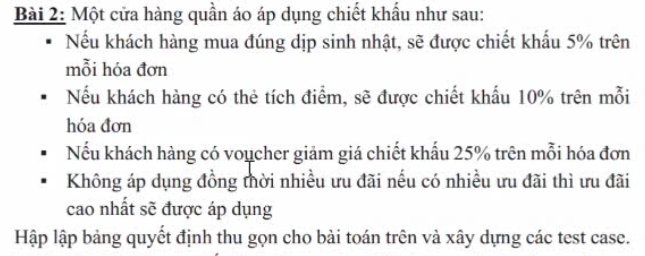 Bài 2: Một cửa hàng quần áo áp dụng chiết khấu như sau:
▪ Nếu khách hàng mua đúng dịp sinh nhật, sẽ được chiết khấu 5% trên
mỗi hóa đơn
▪ Nếu khách hàng có thẻ tích điểm, sẽ được chiết khấu 10% trên mỗi
hóa đơn
▪ Nếu khách hàng có voucher giảm giá chiết khấu 25% trên mỗi hóa đơn
▪ Không áp dụng đồng thời nhiều ưu đãi nếu có nhiều ưu đãi thì ưu đãi
cao nhất sẽ được áp dụng
Hập lập bảng quyết định thu gọn cho bài toán trên và xây dựng các test case.